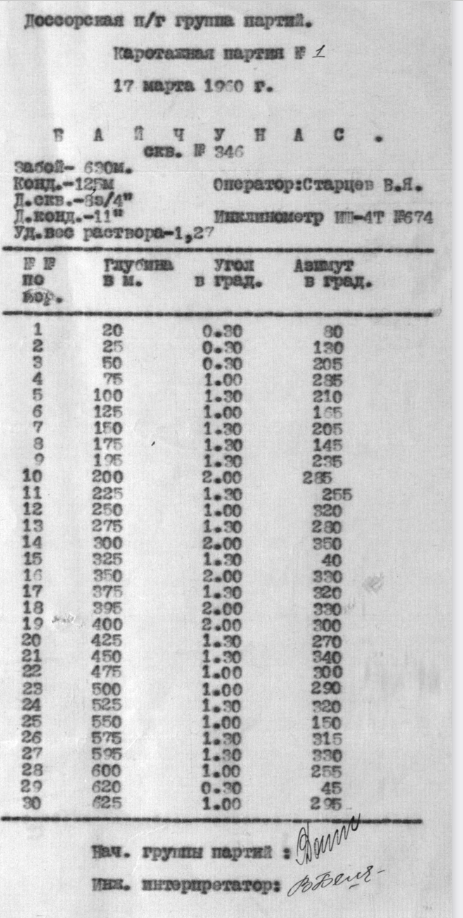 Доссорская п/г группа партий.
Каротажная партия № 1
17 марта 1960 г.
Б А Й Ч У Н А С .
скв. № 346
Забой- 630м.
Конд.-125м Оператор:Старцев В.Я.
Д.скв.-8з/4"
Д.конд.-11" Инклинометр ИШ-4Т №674
Уд.вес раствора-1,27
№ № Глубина Угол Азимут
по в м. в град. в град.
пор.
1 20 0.30 80
2 25 0.30 130
3 50 0.30 205
4 75 1.00 285
5 100 1.30 210
6 125 1.00 165
7 150 1.30 205
8 175 1.30 145
9 195 1.30 235
10 200 2.00 285
11 225 1.30 255
12 250 1.00 320
13 275 1.30 280
14 300 2.00 350
15 325 1.30 40
16 350 2.00 330
17 375 1.30 320
18 395 2.00 330
19 400 2.00 300
20 425 1.30 270
21 450 1.30 340
22 475 1.00 300
23 500 1.00 290
24 525 1.30 320
25 550 1.00 150
26 575 1.30 315
27 595 1.30 330
28 600 1.00 255
29 620 0.30 45
30 625 1.00 295
Нач. группы партий :
Инж. интерпретатор: